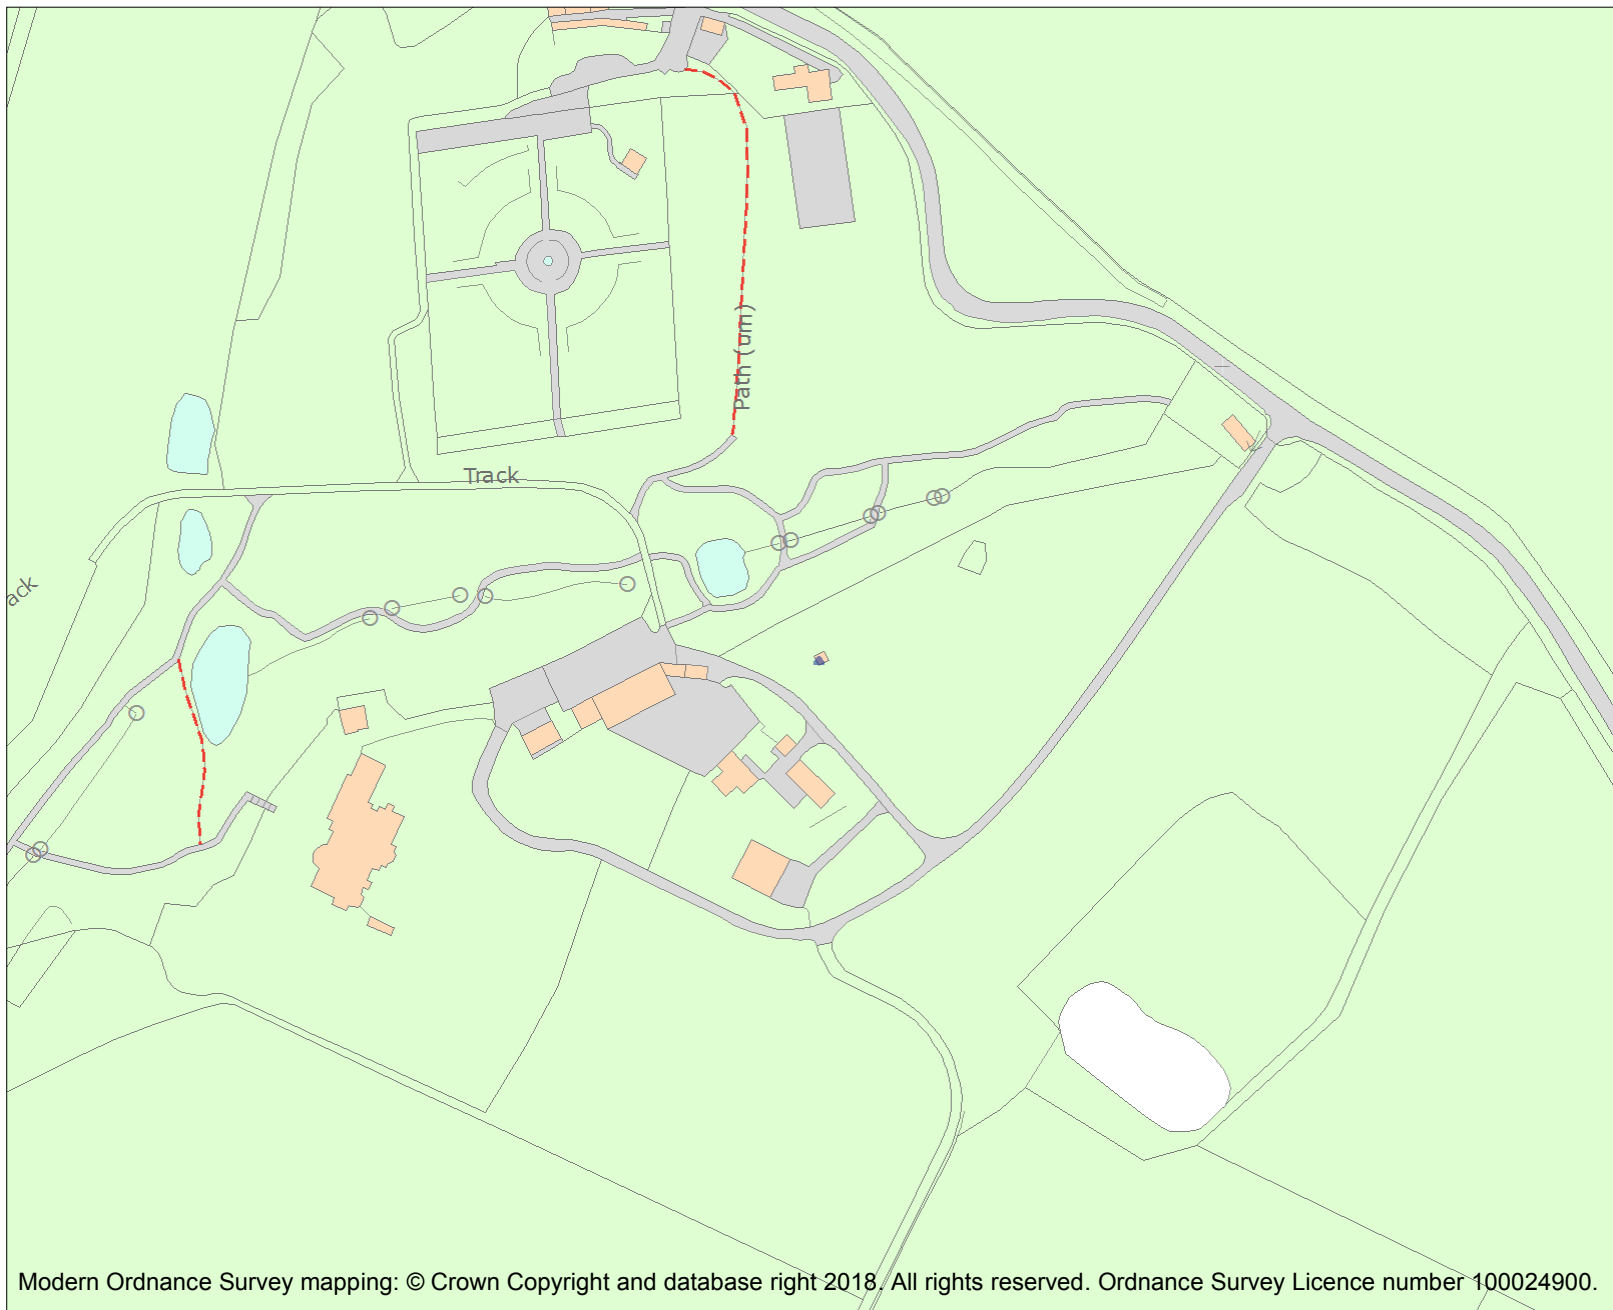 Path (um)
Track
ack
Modern Ordnance Survey mapping: © Crown Copyright and database right 2018. All rights reserved. Ordnance Survey Licence number 100024900.